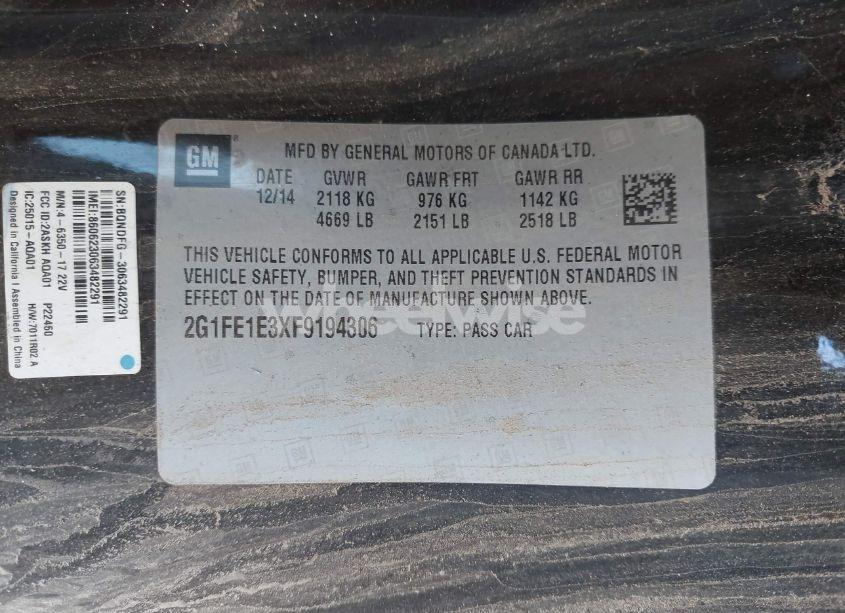 GM
MFD BY GENERAL MOTORS OF CANADA LTD.
DATE GVWR GAWR FRT GAWR RR
12/14 2118 KG 976 KG 1142 KG
4669 LB 2151 LB 2518 LB
THIS VEHICLE CONFORMS TO ALL APPLICABLE U.S. FEDERAL MOTOR
VEHICLE SAFETY, BUMPER, AND THEFT PREVENTION STANDARDS IN
EFFECT ON THE DATE OF MANUFACTURE SHOWN ABOVE.
2G1FE1E3XF9194306 TYPE: PASS CAR
wheelwise
SN:BONDFG-3063482291
IMEI:860623063482291
M/N:4-6350-17 22V P22460
FCC ID:2ASKH AQA01
IC:25015-AQA01 H/W:7011R02 A
Designed in California | Assembled in China